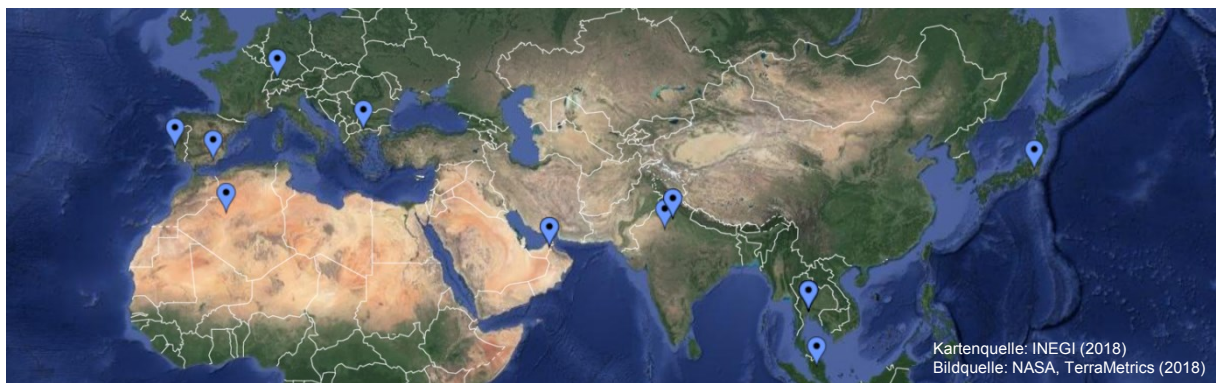 Kartenquelle: INEGI (2018)
Bildquelle: NASA, TerraMetrics (2018)